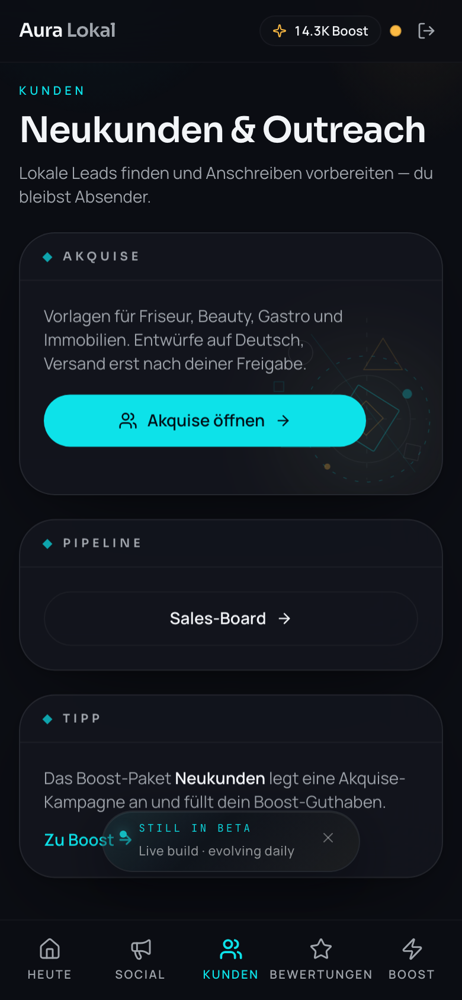 Aura Lokal
14.3K Boost
KUNDEN
Neukunden & Outreach
Lokale Leads finden und Anschreiben vorbereiten — du
bleibst Absender.
AKQUISE
Vorlagen für Friseur, Beauty, Gastro und
Immobilien. Entwürfe auf Deutsch,
Versand erst nach deiner Freigabe.
Akquise öffnen →
PIPELINE
Sales-Board →
TIPP
Das Boost-Paket Neukunden legt eine Akquise-
Kampagne an und füllt dein Boost-Guthaben.
Zu Boost →
STILL IN BETA
Live build · evolving daily
HEUTE
SOCIAL
KUNDEN
BEWERTUNGEN
BOOST